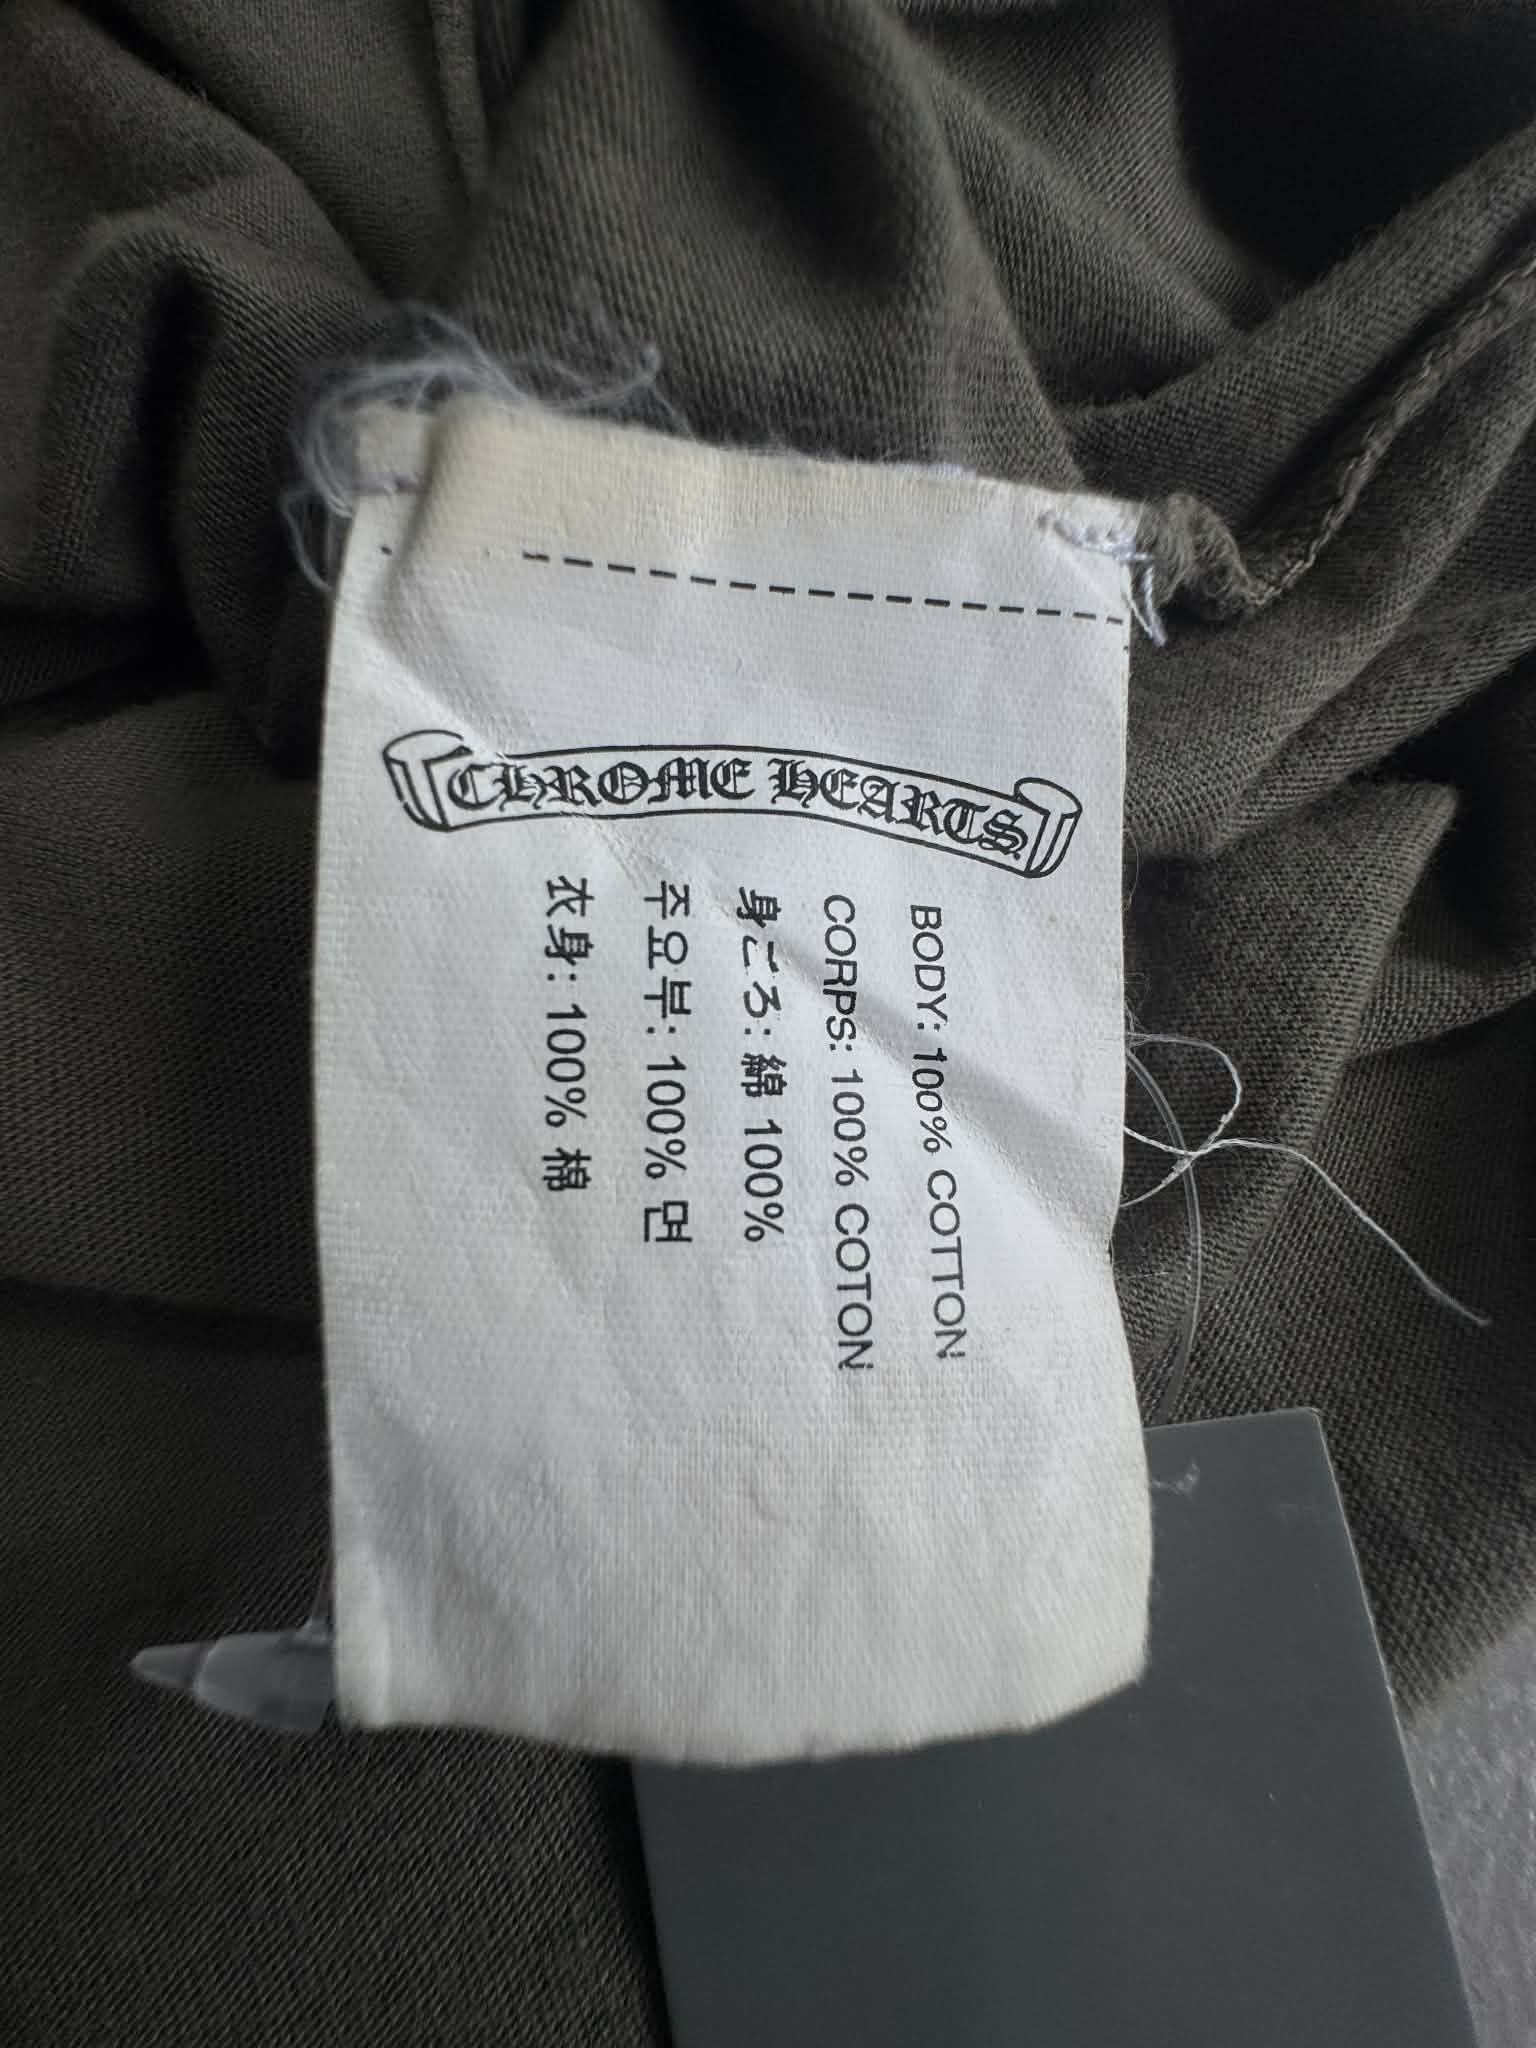 CHROME HEARTS
BODY: 100% COTTON
CORPS: 100% COTON
身ごろ: 綿 100%
주요부: 100% 면
衣身: 100% 棉